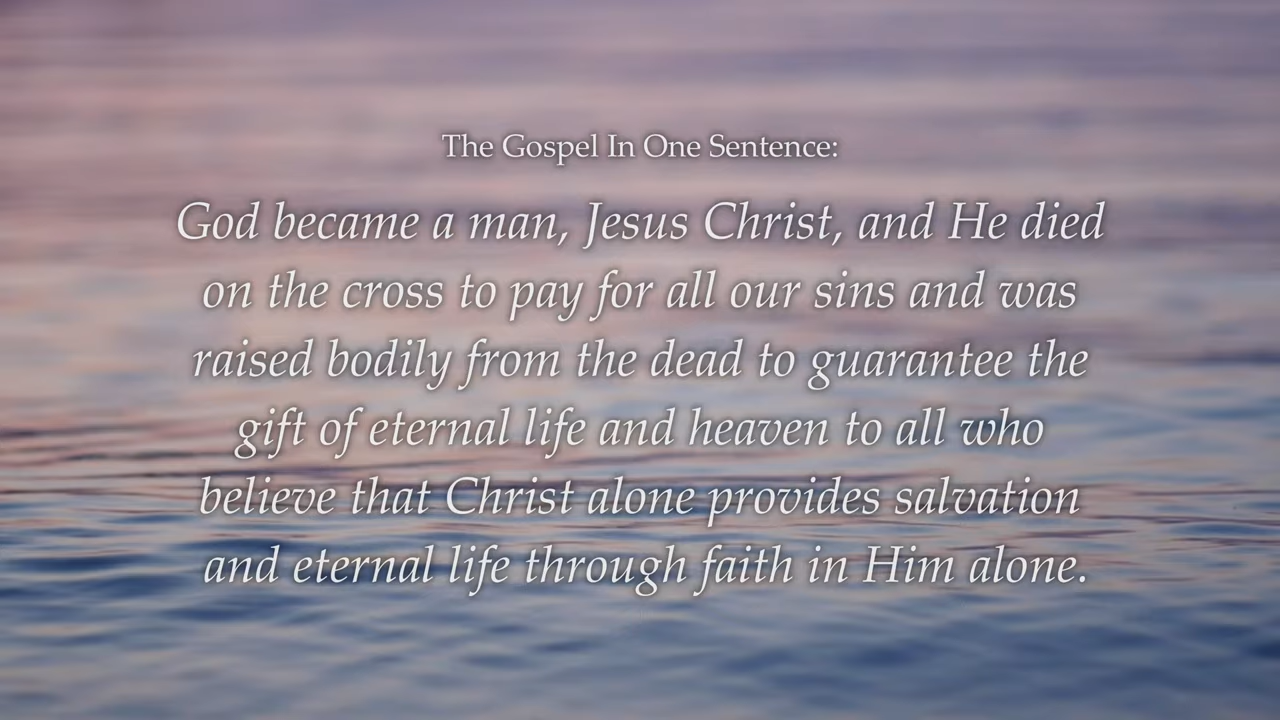 The Gospel In One Sentence:
God became a man, Jesus Christ, and He died
on the cross to pay for all our sins and was
raised bodily from the dead to guarantee the
gift of eternal life and heaven to all who
believe that Christ alone provides salvation
and eternal life through faith in Him alone.